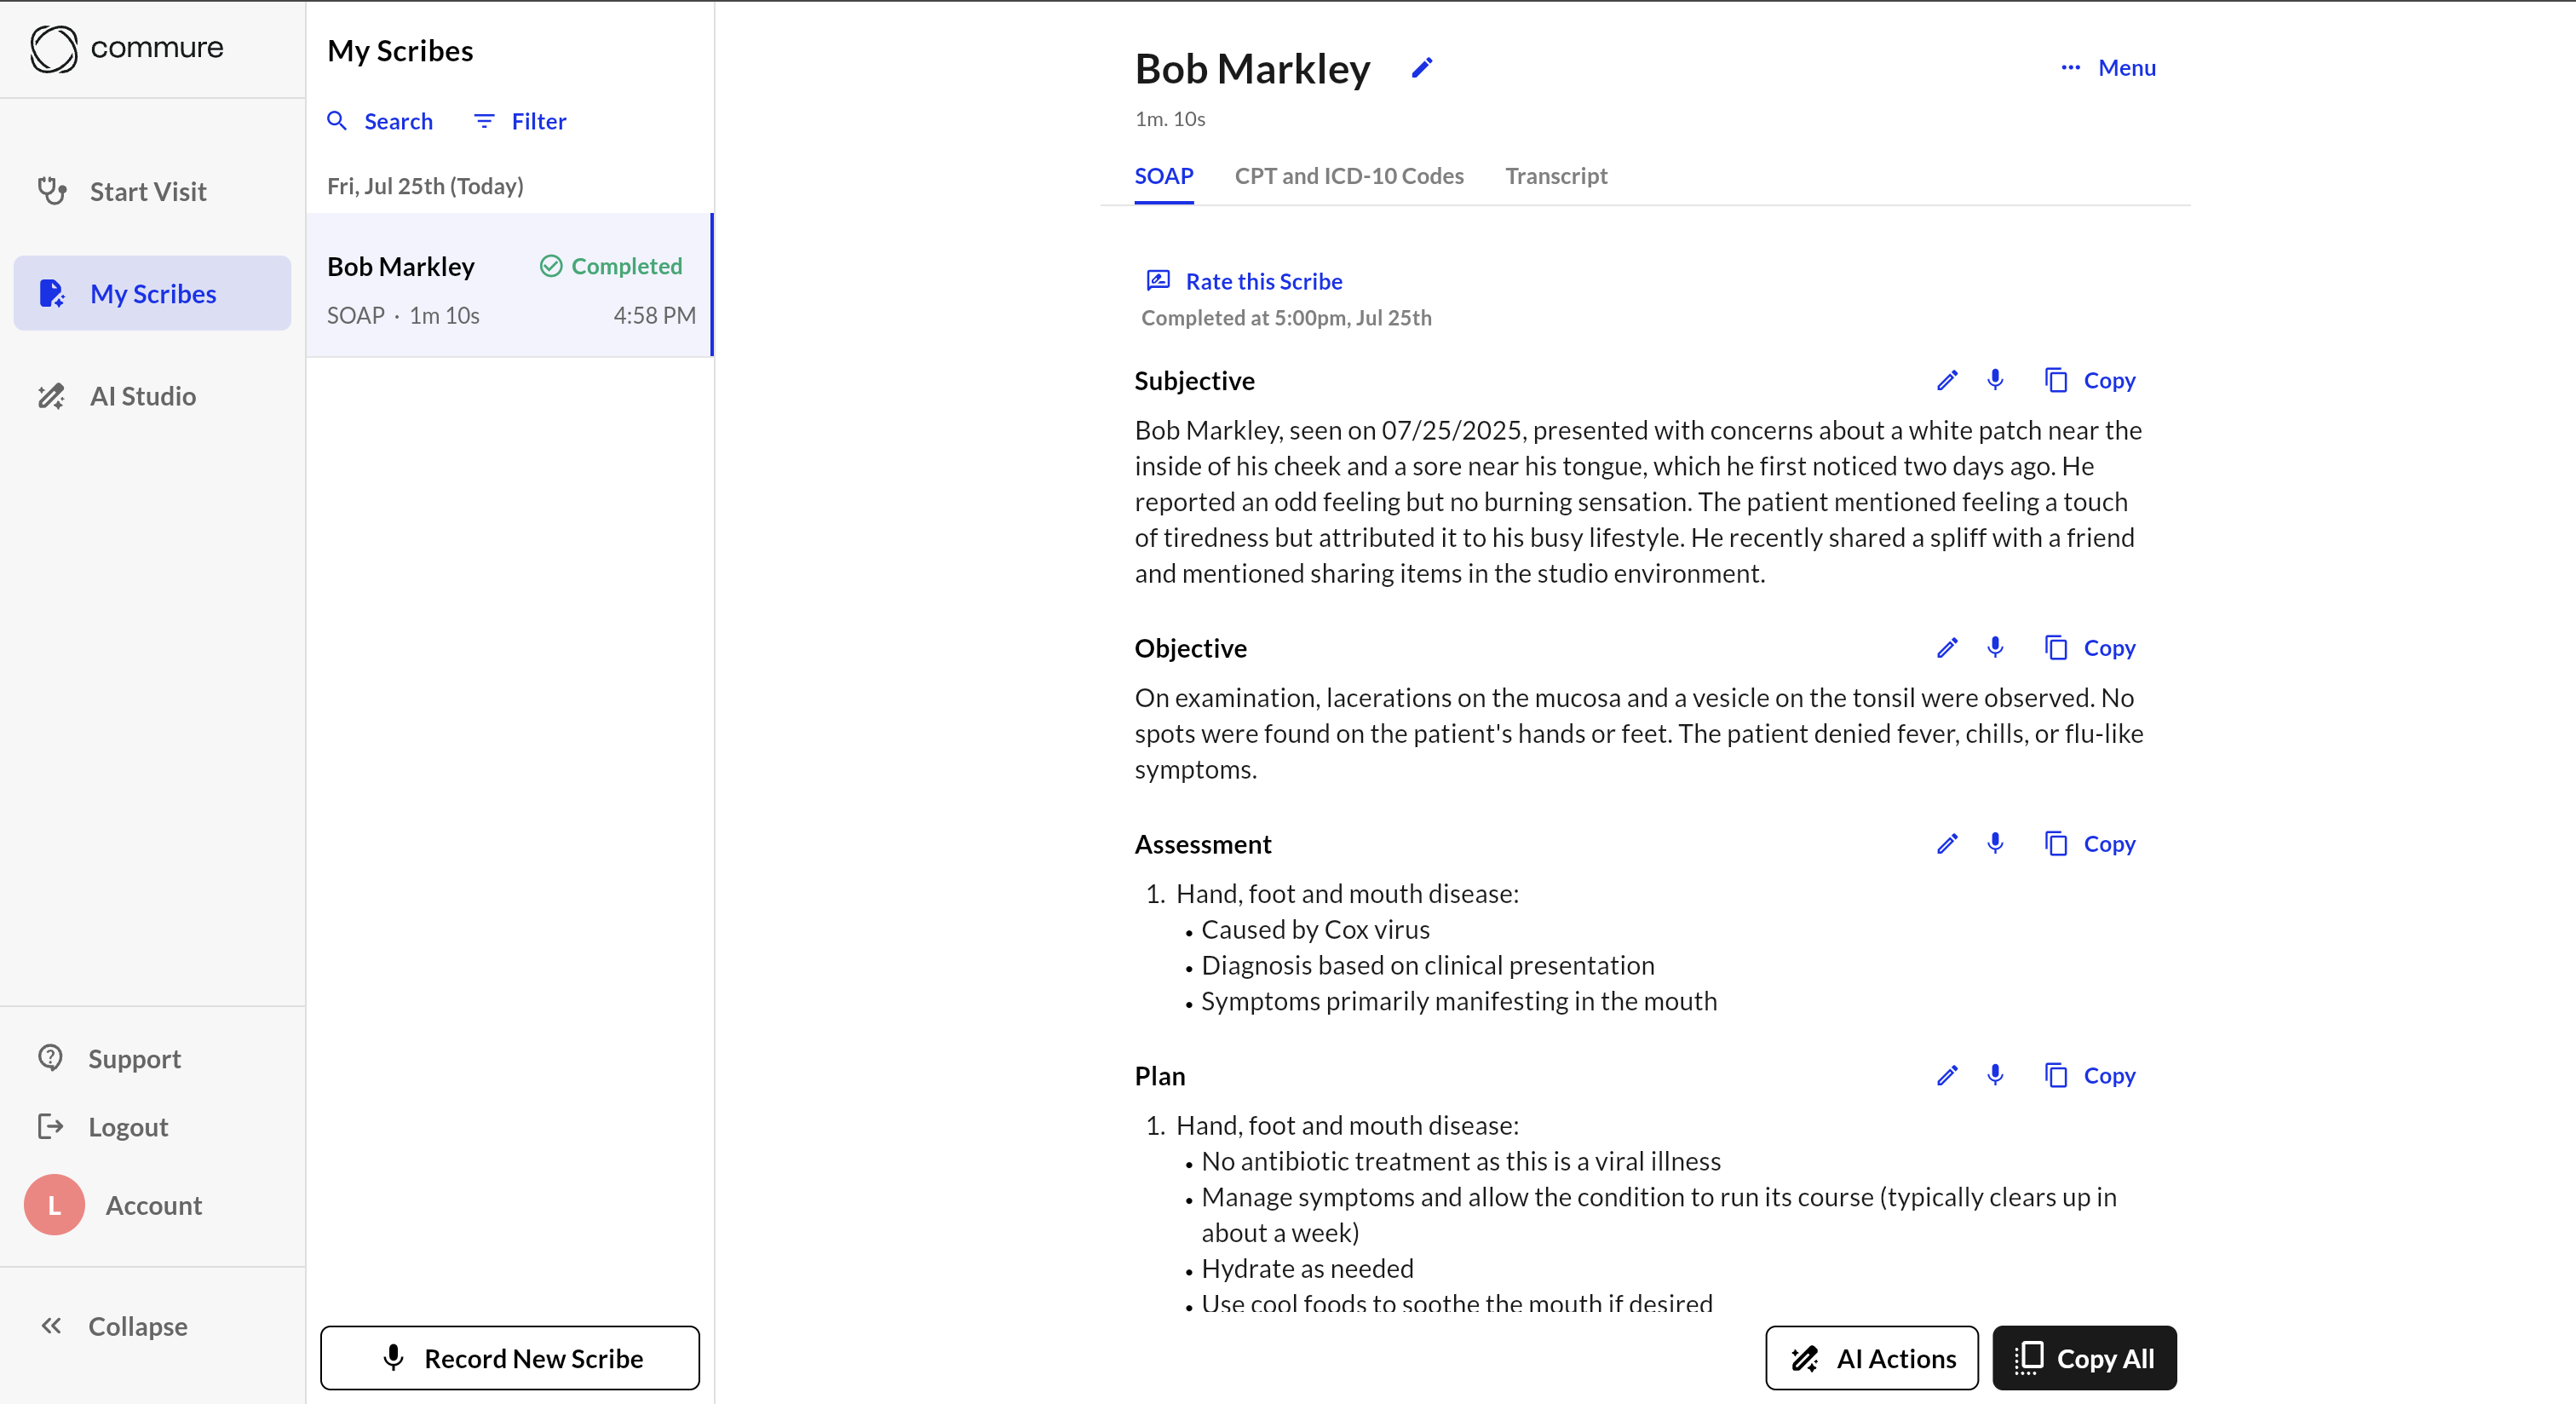 commure
Start Visit
My Scribes
AI Studio
Support
Logout
L
Account
Collapse
My Scribes
Search
Filter
Fri, Jul 25th (Today)
Bob Markley
Completed
SOAP · 1m 10s
4:58 PM
Record New Scribe
Bob Markley
Menu
1m. 10s
SOAP
CPT and ICD-10 Codes
Transcript
Rate this Scribe
Completed at 5:00pm, Jul 25th
Subjective
Copy
Bob Markley, seen on 07/25/2025, presented with concerns about a white patch near the
inside of his cheek and a sore near his tongue, which he first noticed two days ago. He
reported an odd feeling but no burning sensation. The patient mentioned feeling a touch
of tiredness but attributed it to his busy lifestyle. He recently shared a spliff with a friend
and mentioned sharing items in the studio environment.
Objective
Copy
On examination, lacerations on the mucosa and a vesicle on the tonsil were observed. No
spots were found on the patient's hands or feet. The patient denied fever, chills, or flu-like
symptoms.
Assessment
Copy
1. Hand, foot and mouth disease:
• Caused by Cox virus
• Diagnosis based on clinical presentation
• Symptoms primarily manifesting in the mouth
Plan
Copy
1. Hand, foot and mouth disease:
• No antibiotic treatment as this is a viral illness
• Manage symptoms and allow the condition to run its course (typically clears up in
about a week)
• Hydrate as needed
• Use cool foods to soothe the mouth if desired
AI Actions
Copy All